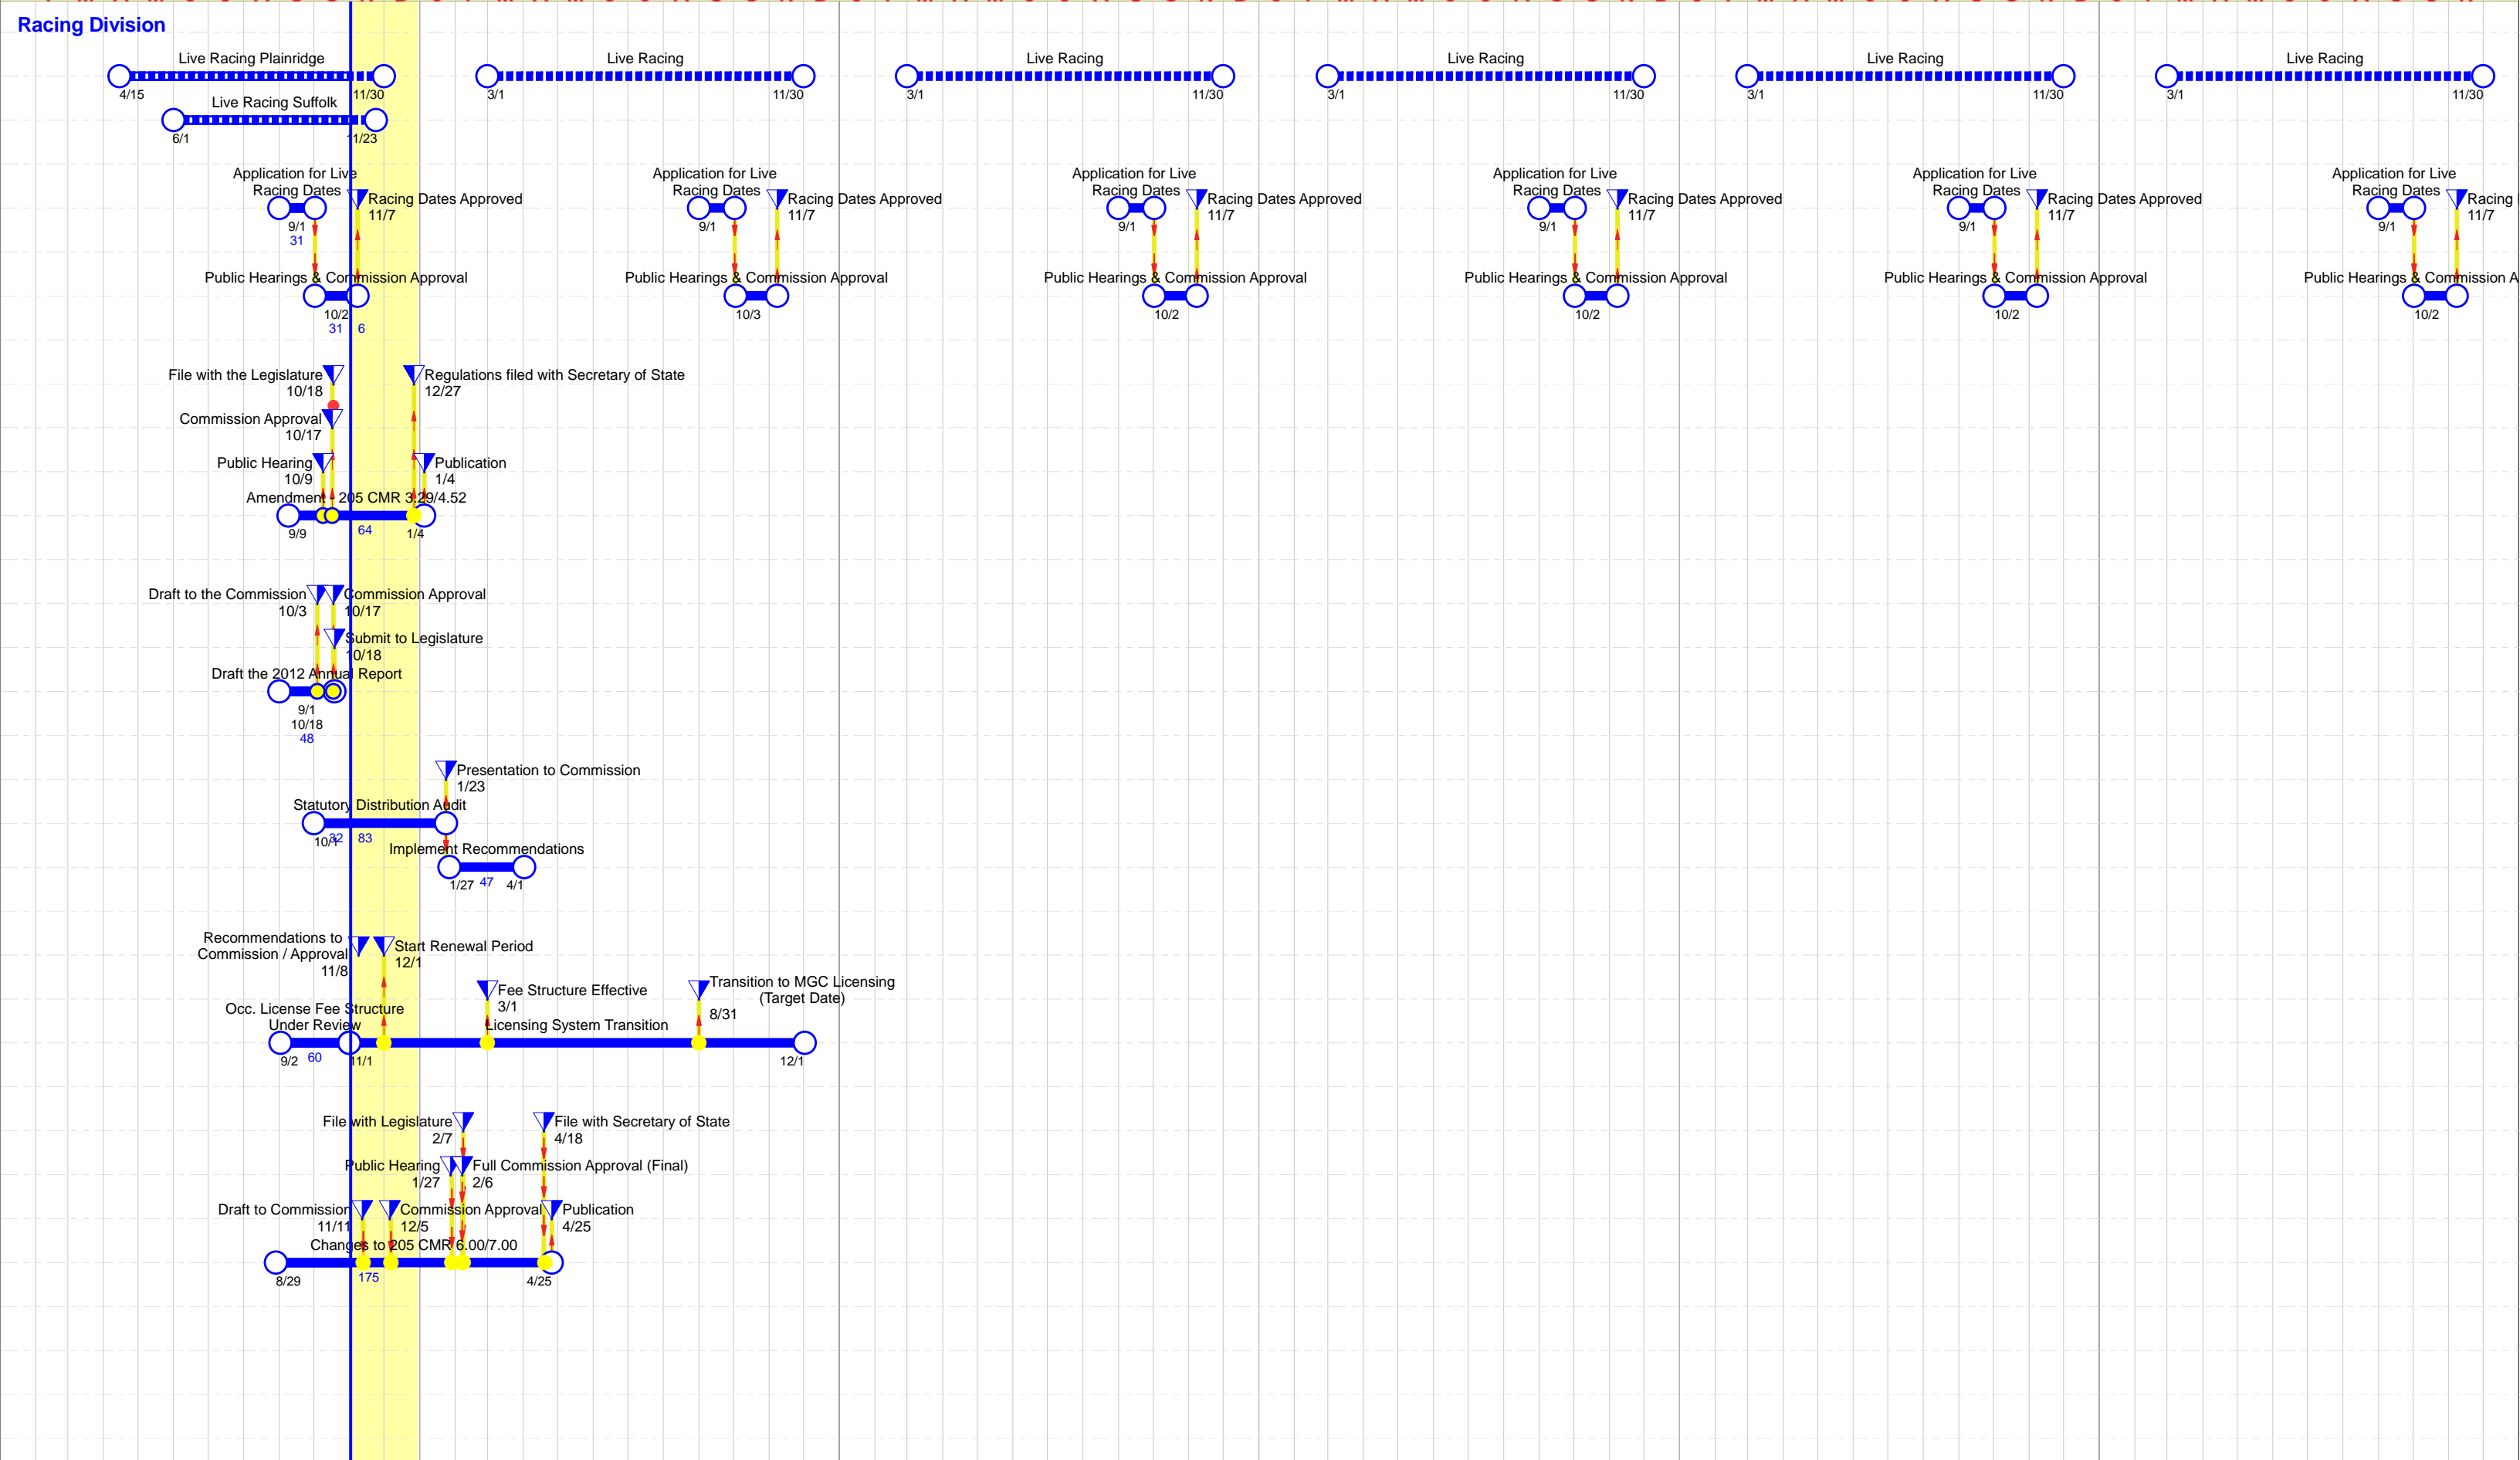 Racing Division
Live Racing Plainridge
Live Racing
Live Racing
Live Racing
Live Racing
Live Racing
4/15
11/30
3/1
11/30
3/1
11/30
3/1
11/30
3/1
11/30
3/1
11/30
Live Racing Suffolk
6/1
11/23
Application for Live
Racing Dates
Racing Dates Approved
11/7
9/1
31
Application for Live
Racing Dates
Racing Dates Approved
11/7
9/1
Application for Live
Racing Dates
Racing Dates Approved
11/7
9/1
Application for Live
Racing Dates
Racing Dates Approved
11/7
9/1
Application for Live
Racing Dates
Racing Dates Approved
11/7
9/1
Application for Live
Racing Dates
Racing
11/7
9/1
Public Hearings & Commission Approval
10/2
31 6
Public Hearings & Commission Approval
10/3
Public Hearings & Commission Approval
10/2
Public Hearings & Commission Approval
10/2
Public Hearings & Commission Approval
10/2
Public Hearings & Commission A
10/2
File with the Legislature
10/18
Regulations filed with Secretary of State
12/27
Commission Approval
10/17
Public Hearing
10/9
Publication
1/4
Amendment - 205 CMR 3.29/4.52
9/9
64
1/4
Draft to the Commission
10/3
Commission Approval
10/17
Submit to Legislature
10/18
Draft the 2012 Annual Report
9/1
10/18
48
Presentation to Commission
1/23
Statutory Distribution Audit
10/1
32 83
Implement Recommendations
1/27 47 4/1
Recommendations to
Commission / Approval
11/8
Start Renewal Period
12/1
Fee Structure Effective
3/1
Transition to MGC Licensing
(Target Date)
8/31
Occ. License Fee Structure
Under Review
Licensing System Transition
9/2
60
11/1
12/1
File with Legislature
2/7
File with Secretary of State
4/18
Public Hearing
1/27
Full Commission Approval (Final)
2/6
Draft to Commission
11/11
Commission Approval
12/5
Publication
4/25
Changes to 205 CMR 6.00/7.00
8/29
175
4/25